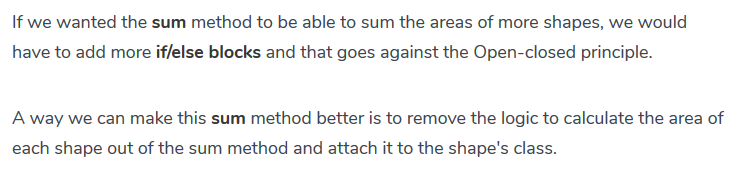 If we wanted the sum method to be able to sum the areas of more shapes, we would
have to add more if/else blocks and that goes against the Open-closed principle.
A way we can make this sum method better is to remove the logic to calculate the area of
each shape out of the sum method and attach it to the shape's class.